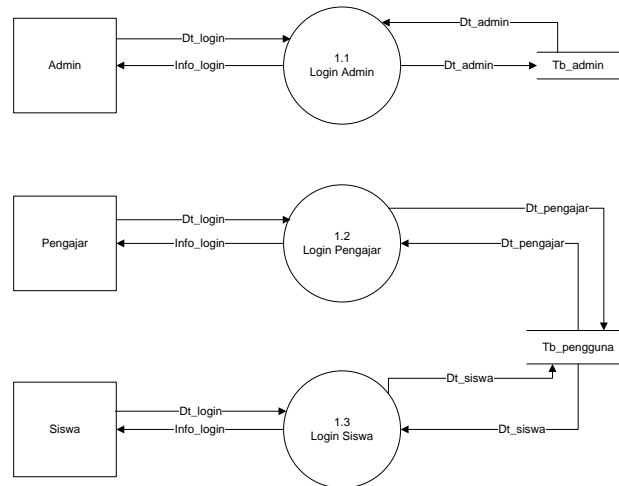 Dt_admin
Dt_login
1.1
Admin
Info_login
Login Admin
Dt_admin
Tb_admin
Dt_login
Dt_pengajar
1.2
Pengajar
Info_login
Login Pengajar
Dt_pengajar
Tb_pengguna
Dt_siswa
Dt_login
1.3
Siswa
Info_login
Login Siswa
Dt_siswa